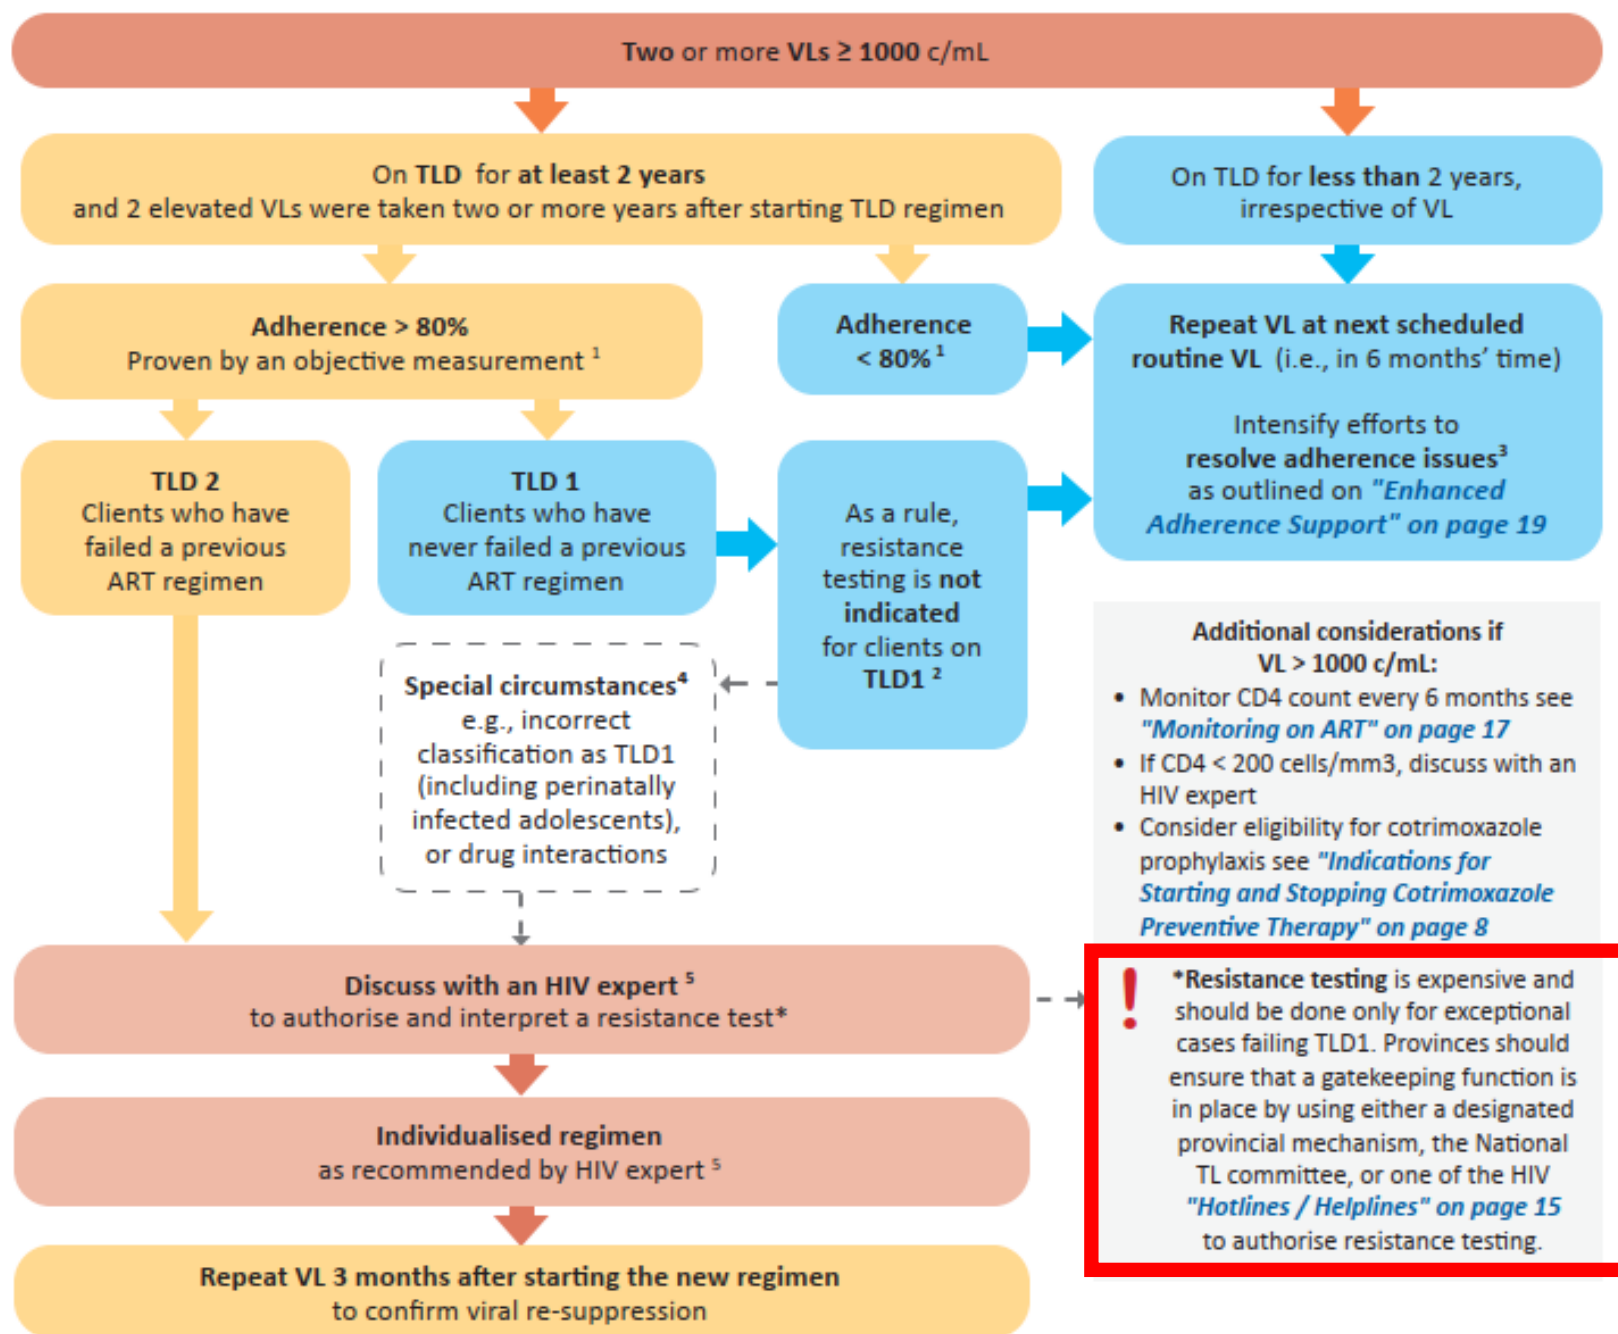 Two or more VLs ≥ 1000 c/mL
On TLD for at least 2 years
and 2 elevated VLs were taken two or more years after starting TLD regimen
On TLD for less than 2 years,
irrespective of VL
Adherence > 80%
Proven by an objective measurement ¹
Adherence
< 80% ¹
Repeat VL at next scheduled
routine VL (i.e., in 6 months’ time)
Intensify efforts to
resolve adherence issues³
as outlined on "Enhanced
Adherence Support" on page 19
TLD 2
Clients who have
failed a previous
ART regimen
TLD 1
Clients who have
never failed a previous
ART regimen
As a rule,
resistance
testing is not
indicated
for clients on
TLD1 ²
Special circumstances⁴
e.g., incorrect
classification as TLD1
(including perinatally
infected adolescents),
or drug interactions
Additional considerations if
VL > 1000 c/mL:
• Monitor CD4 count every 6 months see
"Monitoring on ART" on page 17
• If CD4 < 200 cells/mm3, discuss with an
HIV expert
• Consider eligibility for cotrimoxazole
prophylaxis see "Indications for
Starting and Stopping Cotrimoxazole
Preventive Therapy" on page 8
Discuss with an HIV expert ⁵
to authorise and interpret a resistance test*
! *Resistance testing is expensive and
should be done only for exceptional
cases failing TLD1. Provinces should
ensure that a gatekeeping function is
in place by using either a designated
provincial mechanism, the National
TL committee, or one of the HIV
"Hotlines / Helplines" on page 15
to authorise resistance testing.
Individualised regimen
as recommended by HIV expert ⁵
Repeat VL 3 months after starting the new regimen
to confirm viral re-suppression